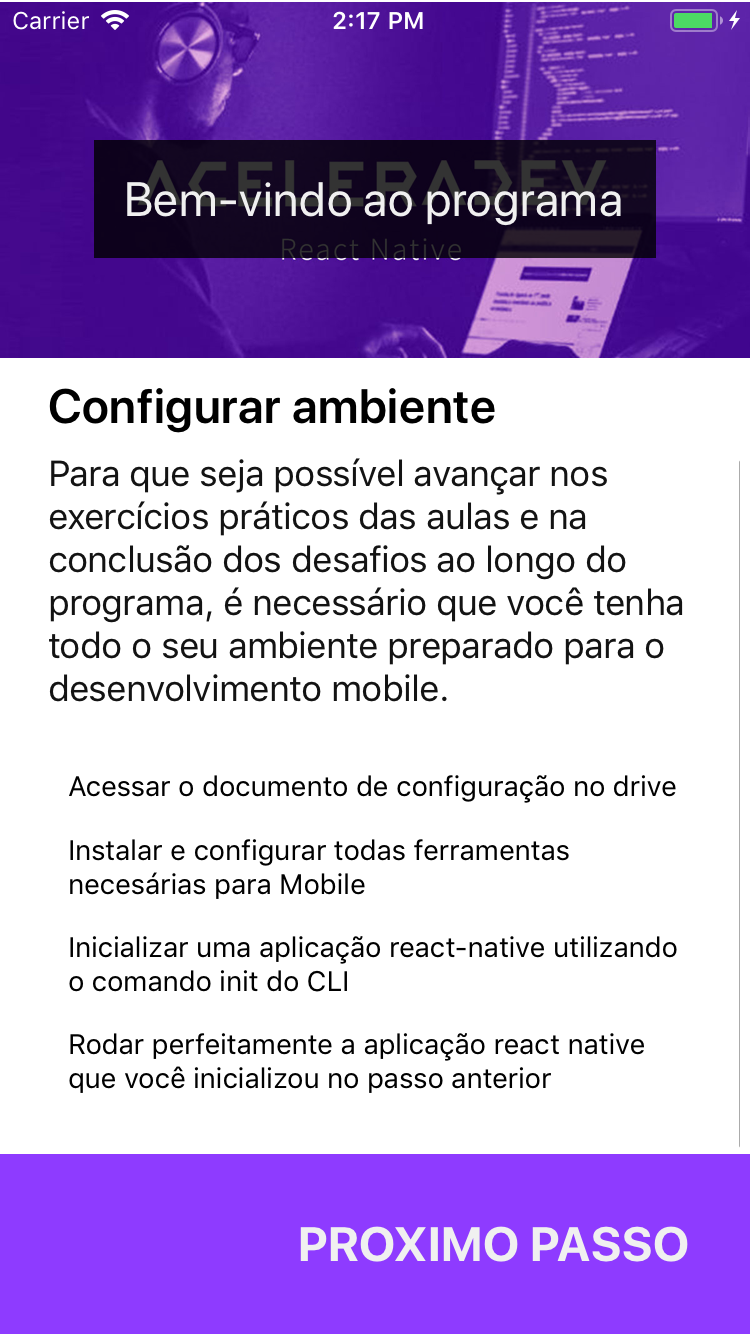 Carrier 2:17 PM
ACELERADEV
Bem-vindo ao programa
React Native
Configurar ambiente
Para que seja possível avançar nos
exercícios práticos das aulas e na
conclusão dos desafios ao longo do
programa, é necessário que você tenha
todo o seu ambiente preparado para o
desenvolvimento mobile.
Acessar o documento de configuração no drive
Instalar e configurar todas ferramentas
necesárias para Mobile
Inicializar uma aplicação react-native utilizando
o comando init do CLI
Rodar perfeitamente a aplicação react native
que você inicializou no passo anterior
PROXIMO PASSO